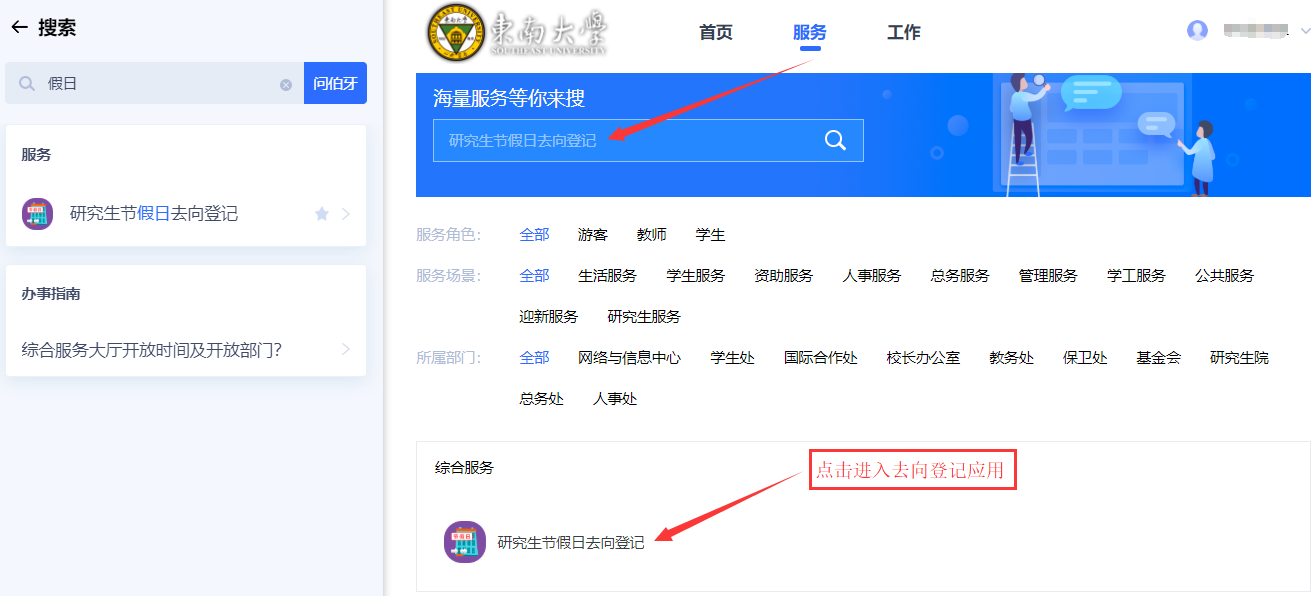 搜索
假日
问伯牙
服务
研究生节假日去向登记
办事指南
综合服务大厅开放时间及开放部门?
東南大學
SOUTHEAST UNIVERSITY
首页 服务 工作
海量服务等你来搜
研究生节假日去向登记
服务角色: 全部 游客 教师 学生
服务场景: 全部 生活服务 学生服务 资助服务 人事服务 总务服务 管理服务 学工服务 公共服务
迎新服务 研究生服务
所属部门: 全部 网络与信息中心 学生处 国际合作处 校长办公室 教务处 保卫处 基金会 研究生院
总务处 人事处
综合服务
点击进入去向登记应用
研究生节假日去向登记